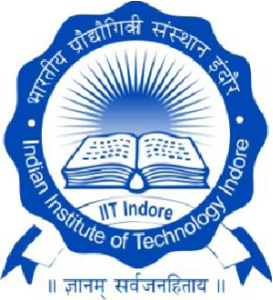 भारतीय प्रौद्योगिकी संस्थान इंदौर
Indian Institute of Technology Indore
IIT Indore
॥ ज्ञानम् सर्वजनहिताय ॥